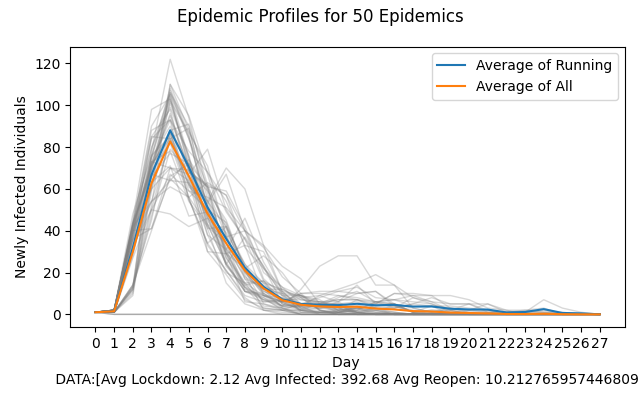 Epidemic Profiles for 50 Epidemics
Average of Running
Average of All
Newly Infected Individuals
120
100
80
60
40
20
0
0 1 2 3 4 5 6 7 8 9 10 11 12 13 14 15 16 17 18 19 20 21 22 23 24 25 26 27
Day
DATA:[Avg Lockdown: 2.12 Avg Infected: 392.68 Avg Reopen: 10.212765957446809